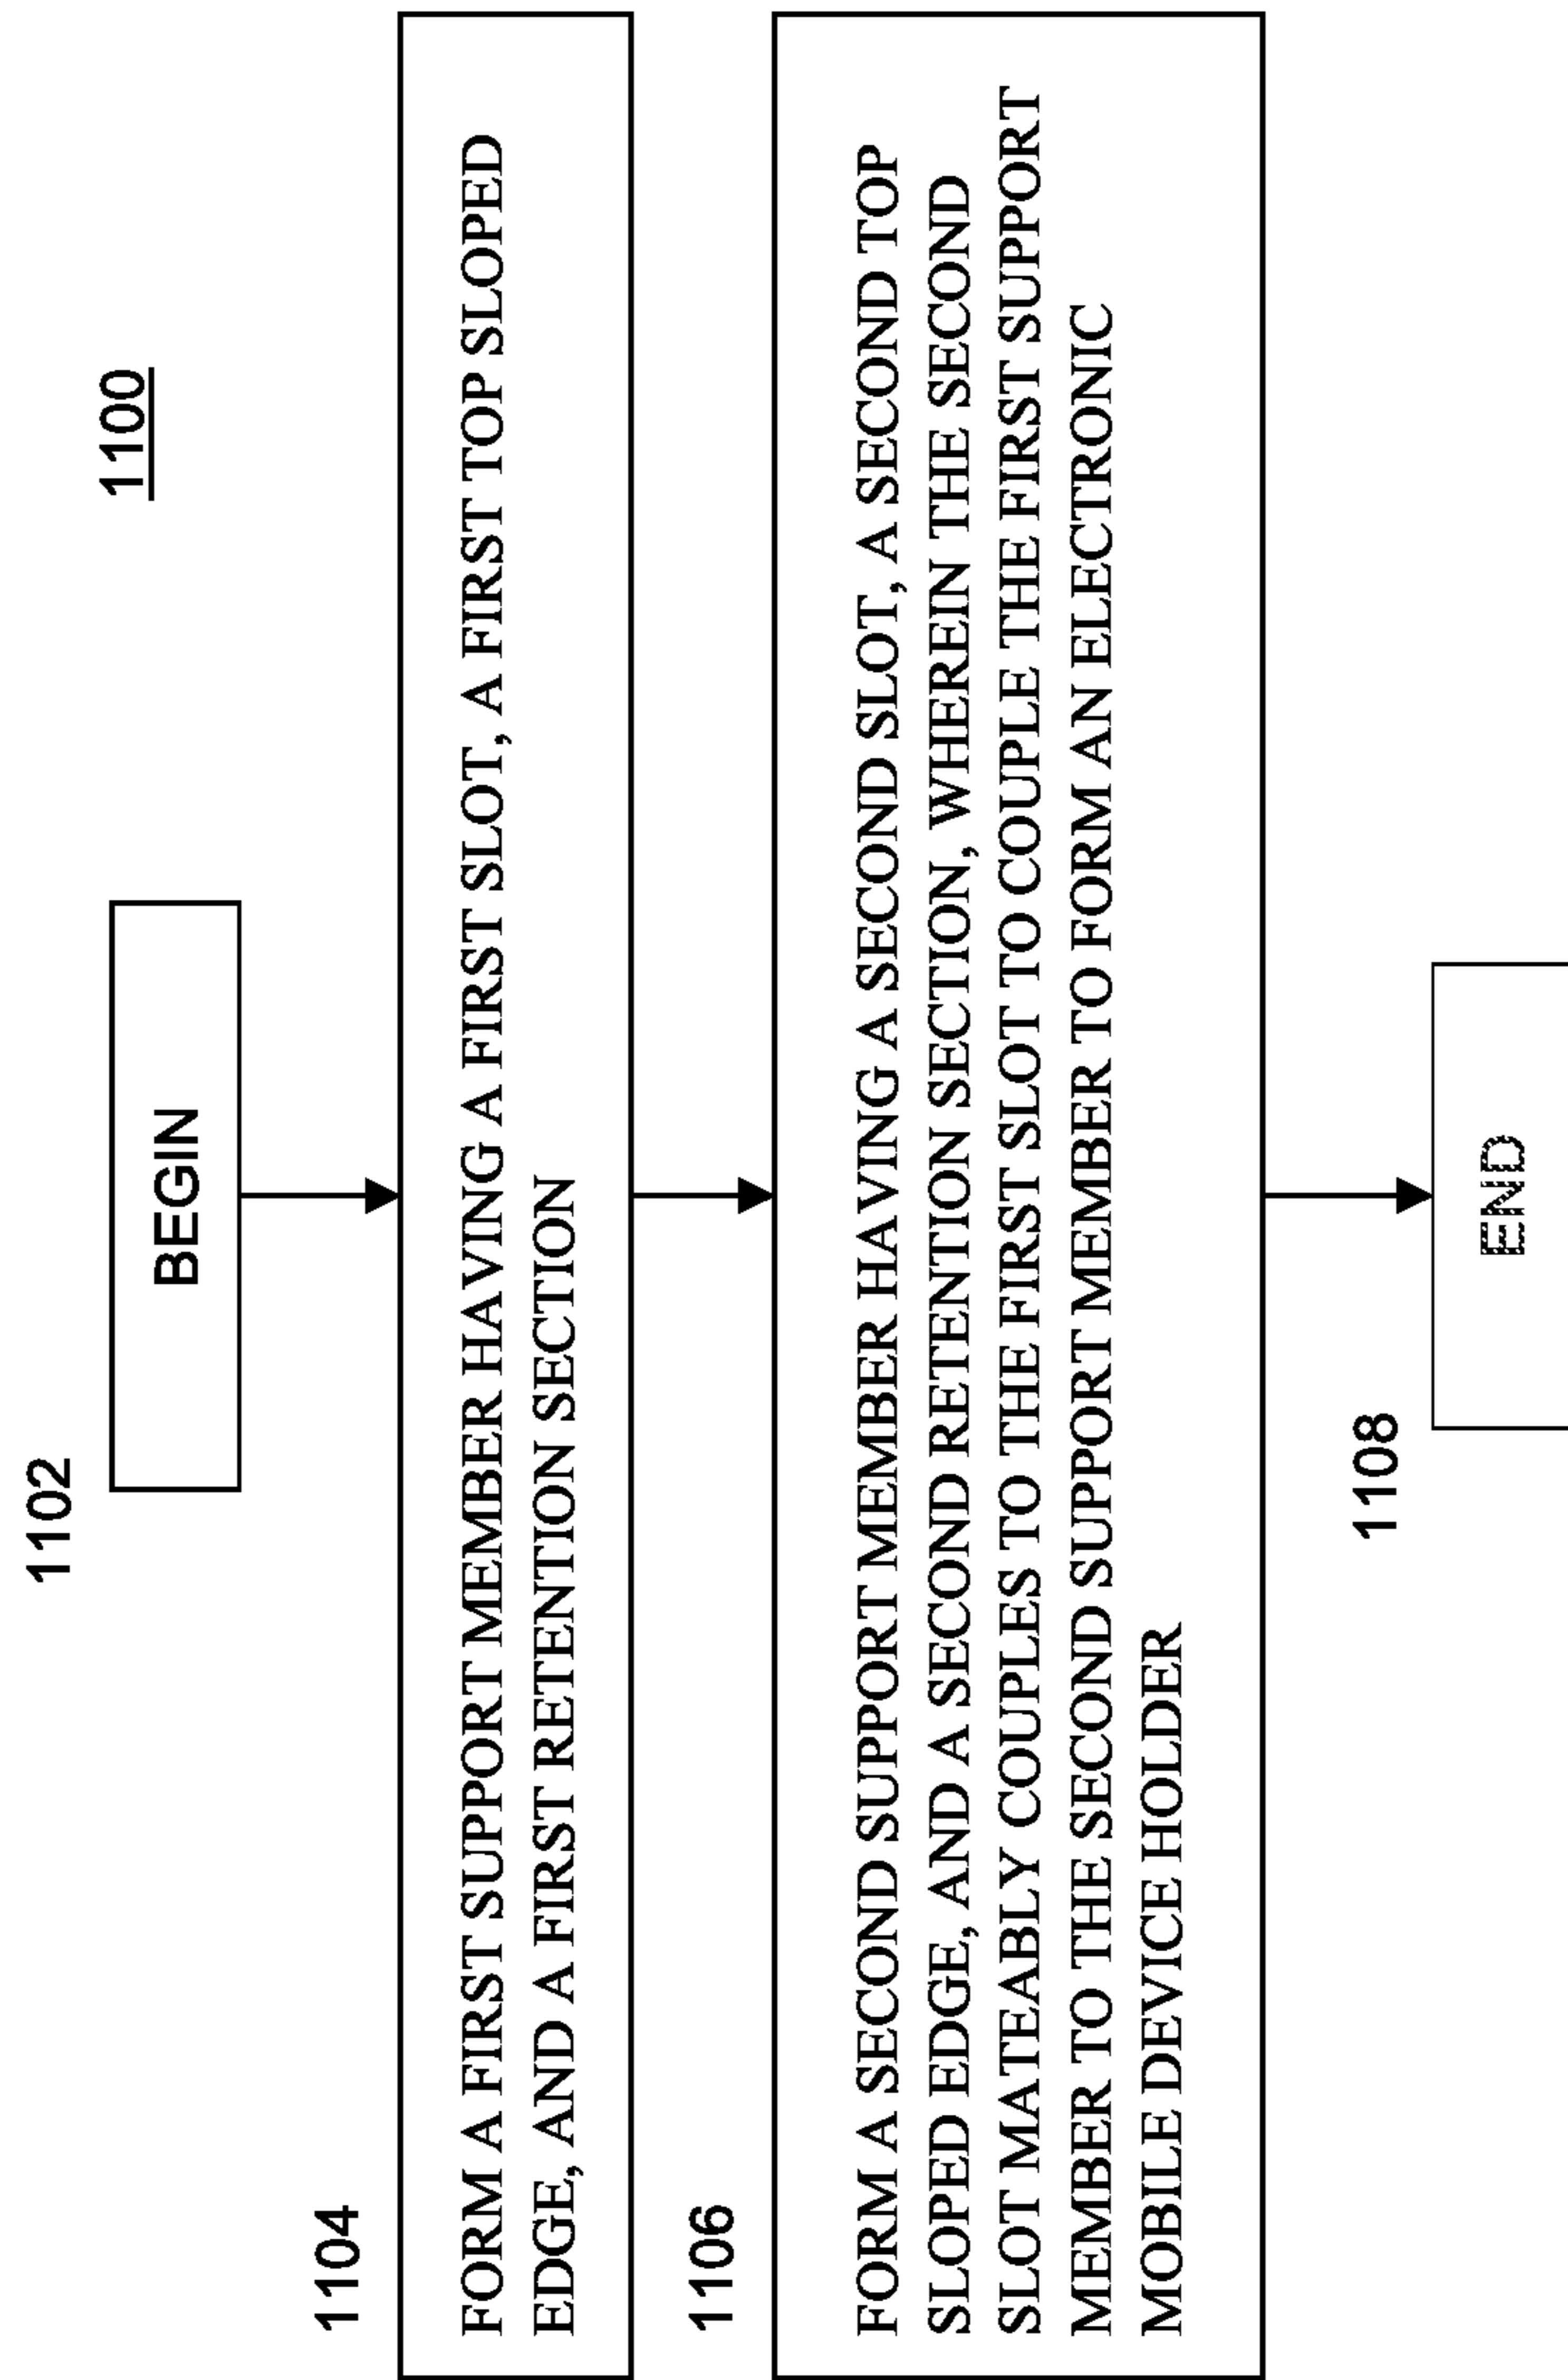 1100
1102
BEGIN
1104
FORM A FIRST SUPPORT MEMBER HAVING A FIRST SLOT, A FIRST TOP SLOPED
EDGE, AND A FIRST RETENTION SECTION
1106
FORM A SECOND SUPPORT MEMBER HAVING A SECOND SLOT, A SECOND TOP
SLOPED EDGE, AND A SECOND RETENTION SECTION, WHEREIN THE SECOND
SLOT MATEABLY COUPLES TO THE FIRST SLOT TO COUPLE THE FIRST SUPPORT
MEMBER TO THE SECOND SUPPORT MEMBER TO FORM AN ELECTRONIC
MOBILE DEVICE HOLDER
1108
END